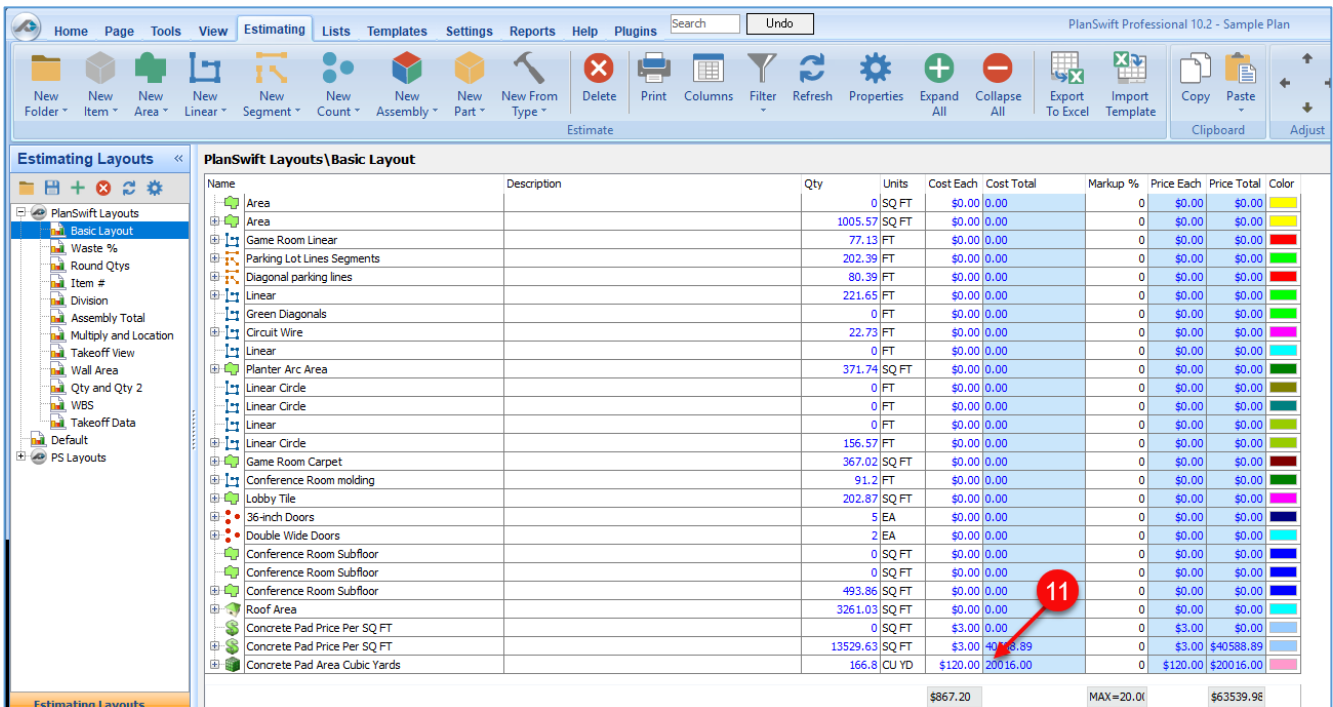 Home Page Tools View Estimating Lists Templates Settings Reports Help Plugins Search Undo PlanSwift Professional 10.2 - Sample Plan
New Folder New Item New Area New Linear New Segment New Count New Assembly New Part New From Type Delete Print Columns Filter Refresh Properties Expand All Collapse All Export To Excel Import Template Copy Paste
Estimate Clipboard Adjust
Estimating Layouts «
PlanSwift Layouts
Basic Layout
Waste %
Round Qtys
Item #
Division
Assembly Total
Multiply and Location
Takeoff View
Wall Area
Qty and Qty 2
WBS
Takeoff Data
Default
PS Layouts
Estimating Layouts
PlanSwift Layouts\Basic Layout
Name Description Qty Units Cost Each Cost Total Markup % Price Each Price Total Color
Area 0 SQ FT $0.00 0.00 0 $0.00 $0.00
Area 1005.57 SQ FT $0.00 0.00 0 $0.00 $0.00
Game Room Linear 77.13 FT $0.00 0.00 0 $0.00 $0.00
Parking Lot Lines Segments 202.39 FT $0.00 0.00 0 $0.00 $0.00
Diagonal parking lines 80.39 FT $0.00 0.00 0 $0.00 $0.00
Linear 221.65 FT $0.00 0.00 0 $0.00 $0.00
Green Diagonals 0 FT $0.00 0.00 0 $0.00 $0.00
Circuit Wire 22.73 FT $0.00 0.00 0 $0.00 $0.00
Linear 0 FT $0.00 0.00 0 $0.00 $0.00
Planter Arc Area 371.74 SQ FT $0.00 0.00 0 $0.00 $0.00
Linear Circle 0 FT $0.00 0.00 0 $0.00 $0.00
Linear Circle 0 FT $0.00 0.00 0 $0.00 $0.00
Linear 0 FT $0.00 0.00 0 $0.00 $0.00
Linear Circle 156.57 FT $0.00 0.00 0 $0.00 $0.00
Game Room Carpet 367.02 SQ FT $0.00 0.00 0 $0.00 $0.00
Conference Room molding 91.2 FT $0.00 0.00 0 $0.00 $0.00
Lobby Tile 202.87 SQ FT $0.00 0.00 0 $0.00 $0.00
36-inch Doors 5 EA $0.00 0.00 0 $0.00 $0.00
Double Wide Doors 2 EA $0.00 0.00 0 $0.00 $0.00
Conference Room Subfloor 0 SQ FT $0.00 0.00 0 $0.00 $0.00
Conference Room Subfloor 0 SQ FT $0.00 0.00 0 $0.00 $0.00
Conference Room Subfloor 493.86 SQ FT $0.00 0.00 11 0 $0.00 $0.00
Roof Area 3261.03 SQ FT $0.00 0.00 0 $0.00 $0.00
Concrete Pad Price Per SQ FT 0 SQ FT $3.00 0.00 0 $3.00 $0.00
Concrete Pad Price Per SQ FT 13529.63 SQ FT $3.00 0 $3.00 $40588.89
Concrete Pad Area Cubic Yards 166.8 CU YD $120.00 20016.00 0 $120.00 $20016.00
$867.20 MAX=20.0( $63539.98